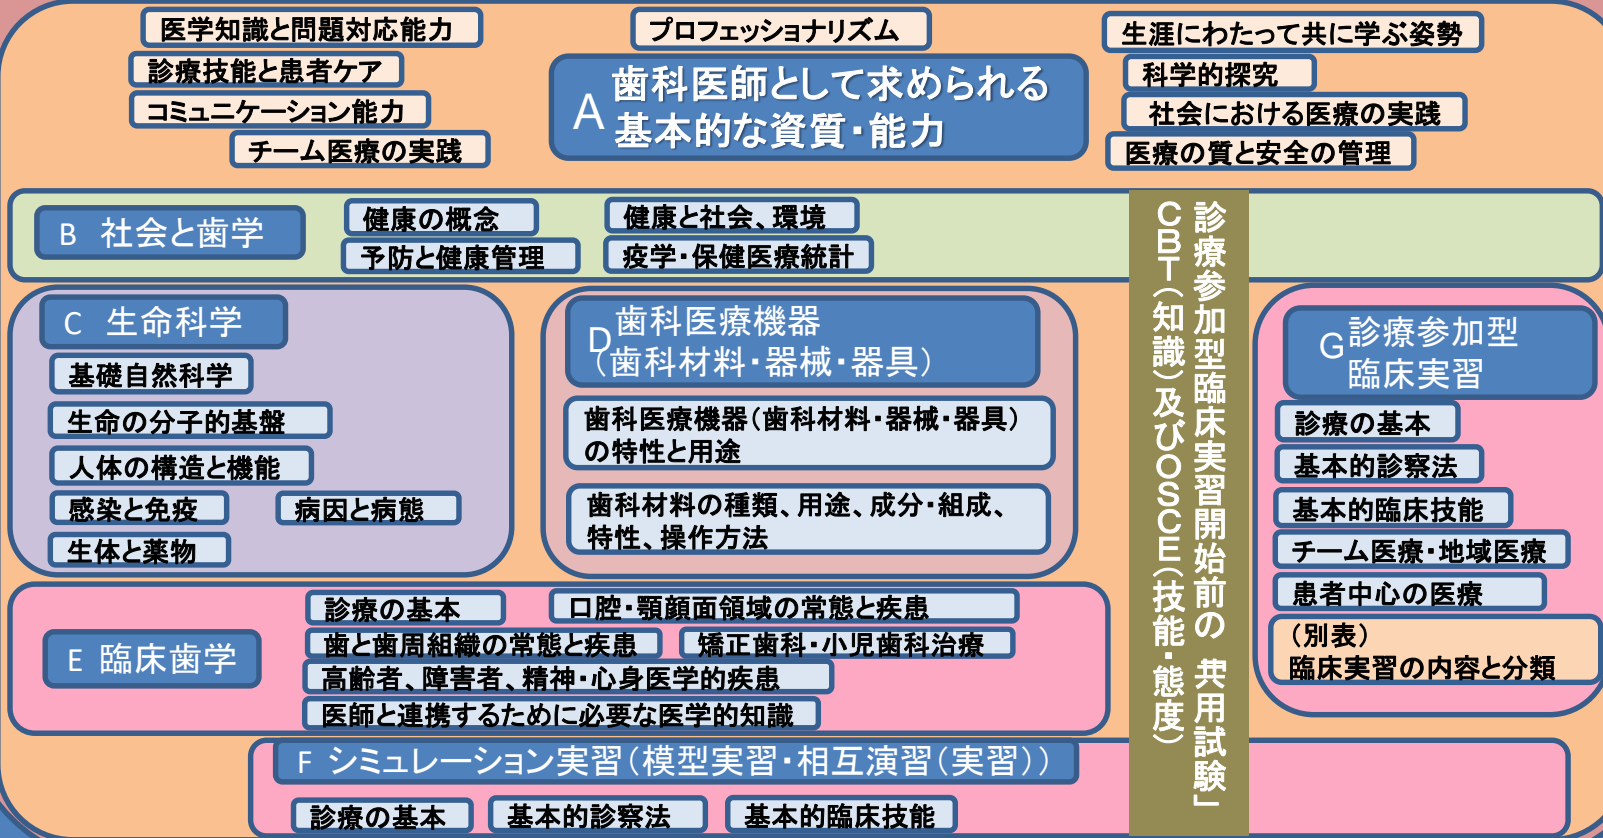 医学知識と問題対応能力
診療技能と患者ケア
コミュニケーション能力
チーム医療の実践
プロフェッショナリズム
A 歯科医師として求められる
基本的な資質・能力
生涯にわたって共に学ぶ姿勢
科学的探究
社会における医療の実践
医療の質と安全の管理
B 社会と歯学
健康の概念
健康と社会、環境
予防と健康管理
疫学・保健医療統計
C 生命科学
基礎自然科学
生命の分子的基盤
人体の構造と機能
感染と免疫
病因と病態
生体と薬物
D 歯科医療機器
(歯科材料・器械・器具)
歯科医療機器(歯科材料・器械・器具)
の特性と用途
歯科材料の種類、用途、成分・組成、
特性、操作方法
E 臨床歯学
診療の基本
口腔・顎顔面領域の常態と疾患
歯と歯周組織の常態と疾患
矯正歯科・小児歯科治療
高齢者、障害者、精神・心身医学的疾患
医師と連携するために必要な医学的知識
F シミュレーション実習(模型実習・相互演習(実習))
診療の基本
基本的診察法
基本的臨床技能
診療参加型臨床実習開始前の「共用試験」
CBT(知識)及びOSCE(技能・態度)
G 診療参加型
臨床実習
診療の基本
基本的診察法
基本的臨床技能
チーム医療・地域医療
患者中心の医療
(別表)
臨床実習の内容と分類